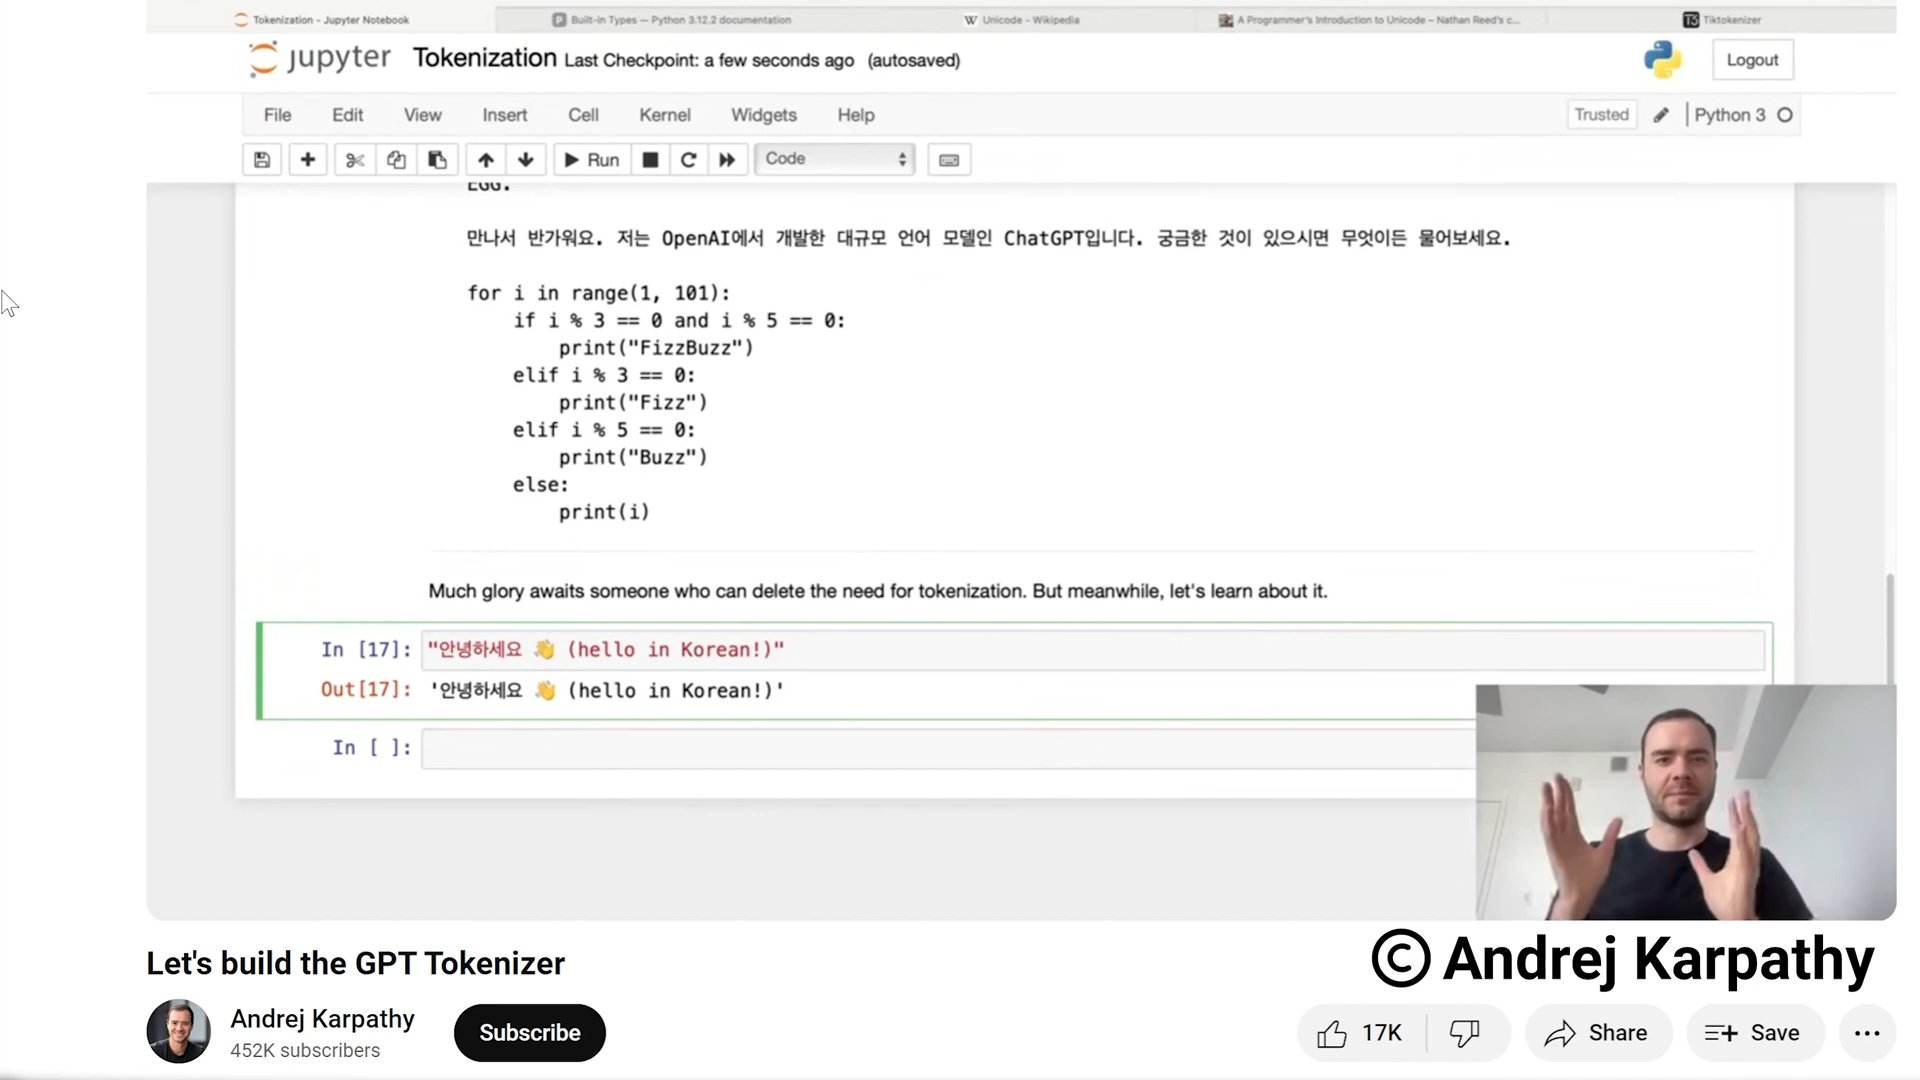 Tokenization - Jupyter Notebook
Built-in Types — Python 3.12.2 documentation
Unicode - Wikipedia
A Programmer's Introduction to Unicode – Nathan Reed's c...
Tiktokenizer
jupyter Tokenization Last Checkpoint: a few seconds ago (autosaved)
Logout
File Edit View Insert Cell Kernel Widgets Help
Trusted
Python 3
Run
Code
EGG.
만나서 반가워요. 저는 OpenAI에서 개발한 대규모 언어 모델인 ChatGPT입니다. 궁금한 것이 있으시면 무엇이든 물어보세요.
for i in range(1, 101):
    if i % 3 == 0 and i % 5 == 0:
        print("FizzBuzz")
    elif i % 3 == 0:
        print("Fizz")
    elif i % 5 == 0:
        print("Buzz")
    else:
        print(i)
Much glory awaits someone who can delete the need for tokenization. But meanwhile, let's learn about it.
In [17]: "안녕하세요 👋 (hello in Korean!)"
Out[17]: '안녕하세요 👋 (hello in Korean!)'
In [ ]:
© Andrej Karpathy
Let's build the GPT Tokenizer
Andrej Karpathy
452K subscribers
Subscribe
17K
Share
Save